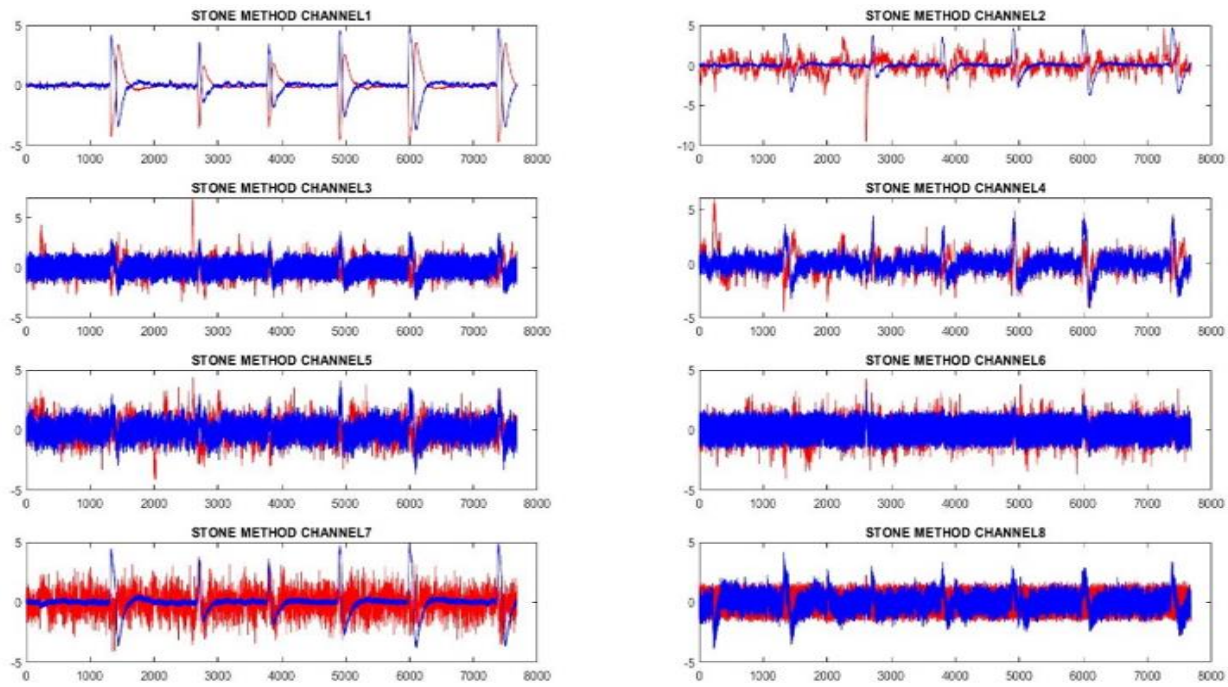 STONE METHOD CHANNEL1
5
0
-5
0 1000 2000 3000 4000 5000 6000 7000 8000
STONE METHOD CHANNEL2
5
0
-5
-10
0 1000 2000 3000 4000 5000 6000 7000 8000
STONE METHOD CHANNEL3
5
0
-5
0 1000 2000 3000 4000 5000 6000 7000 8000
STONE METHOD CHANNEL4
5
0
-5
0 1000 2000 3000 4000 5000 6000 7000 8000
STONE METHOD CHANNEL5
5
0
-5
0 1000 2000 3000 4000 5000 6000 7000 8000
STONE METHOD CHANNEL6
5
0
-5
0 1000 2000 3000 4000 5000 6000 7000 8000
STONE METHOD CHANNEL7
5
0
-5
0 1000 2000 3000 4000 5000 6000 7000 8000
STONE METHOD CHANNEL8
5
0
-5
0 1000 2000 3000 4000 5000 6000 7000 8000